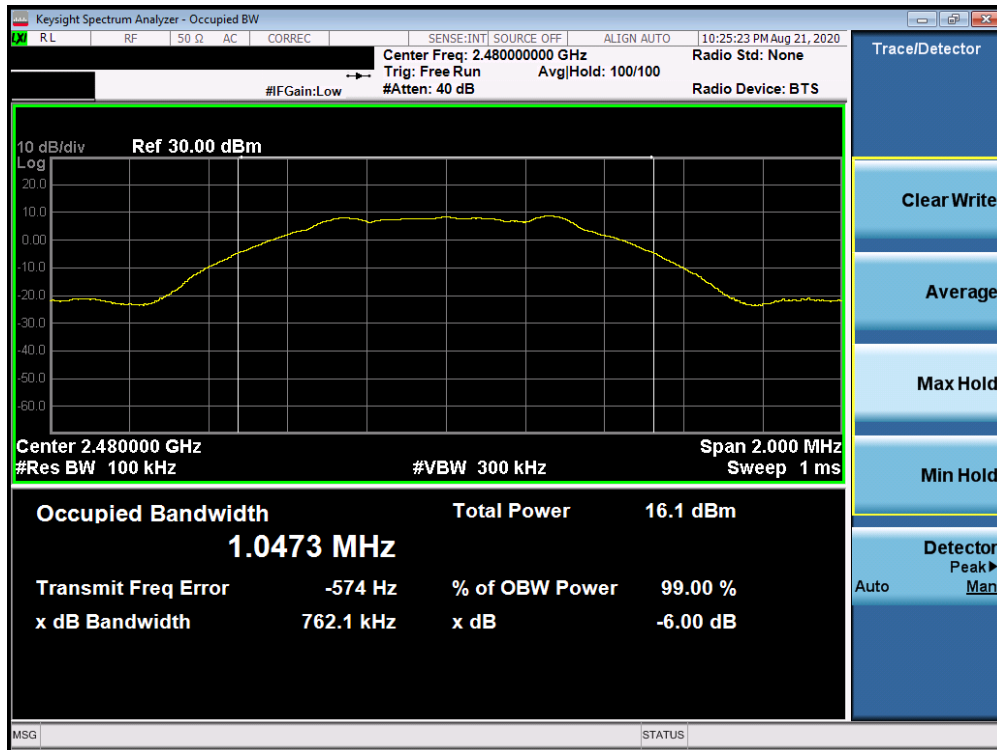 Keysight Spectrum Analyzer - Occupied BW
LXI RL RF 50 Ω AC CORREC SENSE:INT SOURCE OFF ALIGN AUTO 10:25:23 PM Aug 21, 2020
Center Freq: 2.480000000 GHz Radio Std: None
Trig: Free Run Avg|Hold: 100/100
#IFGain:Low #Atten: 40 dB Radio Device: BTS
10 dB/div Ref 30.00 dBm
Log
20.0
10.0
0.00
-10.0
-20.0
-30.0
-40.0
-50.0
-60.0
Center 2.480000 GHz Span 2.000 MHz
#Res BW 100 kHz #VBW 300 kHz Sweep 1 ms
Occupied Bandwidth Total Power 16.1 dBm
1.0473 MHz
Transmit Freq Error -574 Hz % of OBW Power 99.00 %
x dB Bandwidth 762.1 kHz x dB -6.00 dB
MSG STATUS
Trace/Detector
Clear Write
Average
Max Hold
Min Hold
Detector
Peak▶
Auto Man